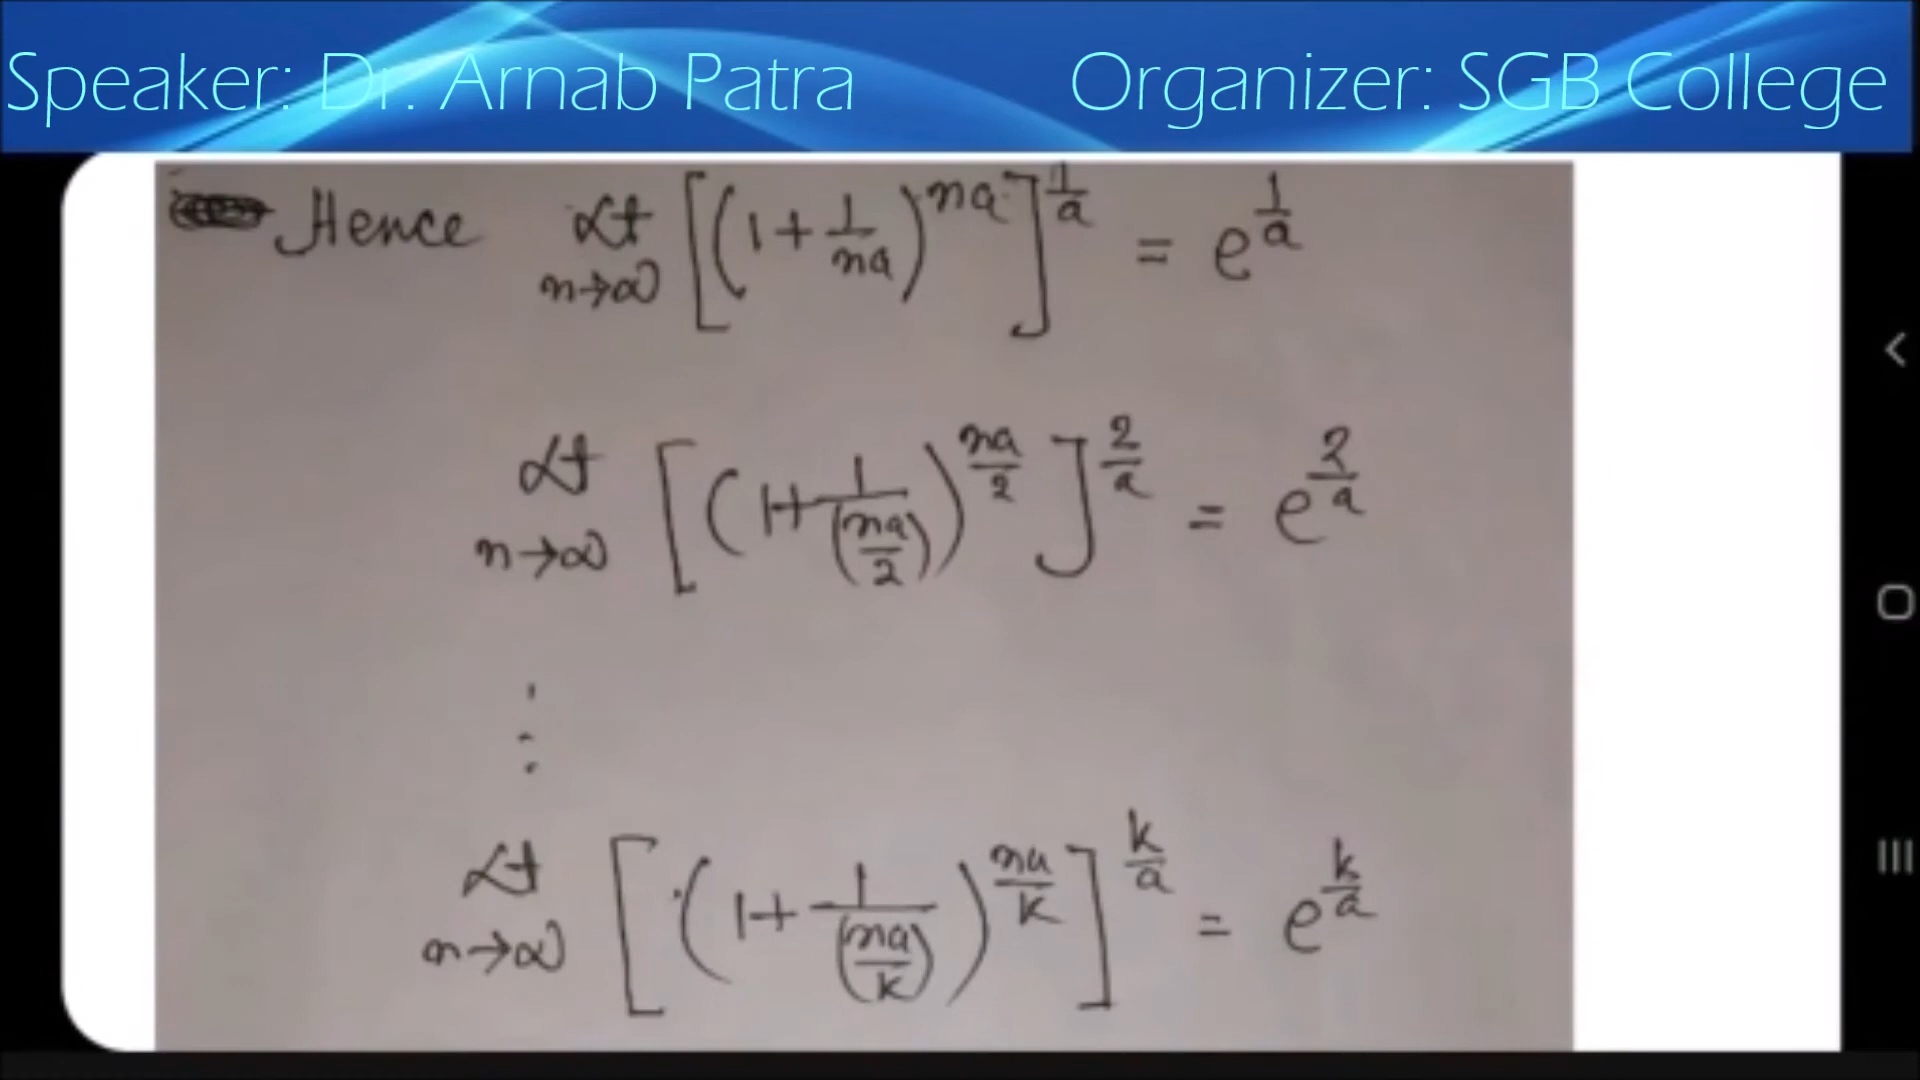 Speaker: Dr. Arnab Patra Organizer: SGB College
Hence Lt n→∞ [(1+1/na)^na]^1/a = e^1/a
Lt n→∞ [(1+1/(na/2))^na/2]^2/a = e^2/a
⋮
Lt n→∞ [(1+1/(na/k))^na/k]^k/a = e^k/a